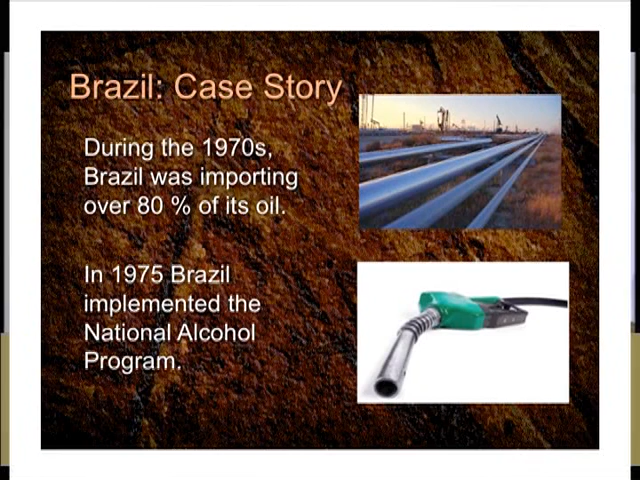 Brazil: Case Story
During the 1970s,
Brazil was importing
over 80 % of its oil.
In 1975 Brazil
implemented the
National Alcohol
Program.